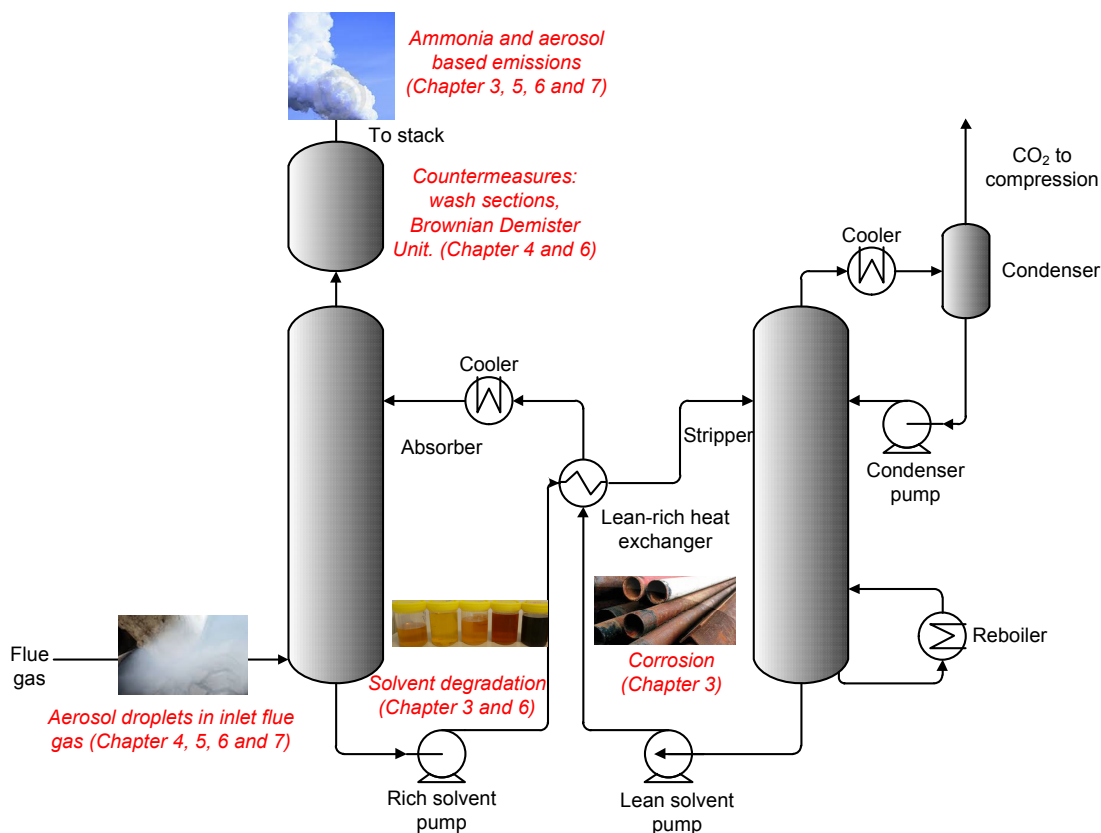 Ammonia and aerosol
based emissions
(Chapter 3, 5, 6 and 7)
To stack
Countermeasures:
wash sections,
Brownian Demister
Unit. (Chapter 4 and 6)
CO₂ to
compression
Cooler
Condenser
Cooler
Absorber
Stripper
Condenser
pump
Lean-rich heat
exchanger
Flue
gas
Aerosol droplets in inlet flue
gas (Chapter 4, 5, 6 and 7)
Solvent degradation
(Chapter 3 and 6)
Corrosion
(Chapter 3)
Reboiler
Rich solvent
pump
Lean solvent
pump